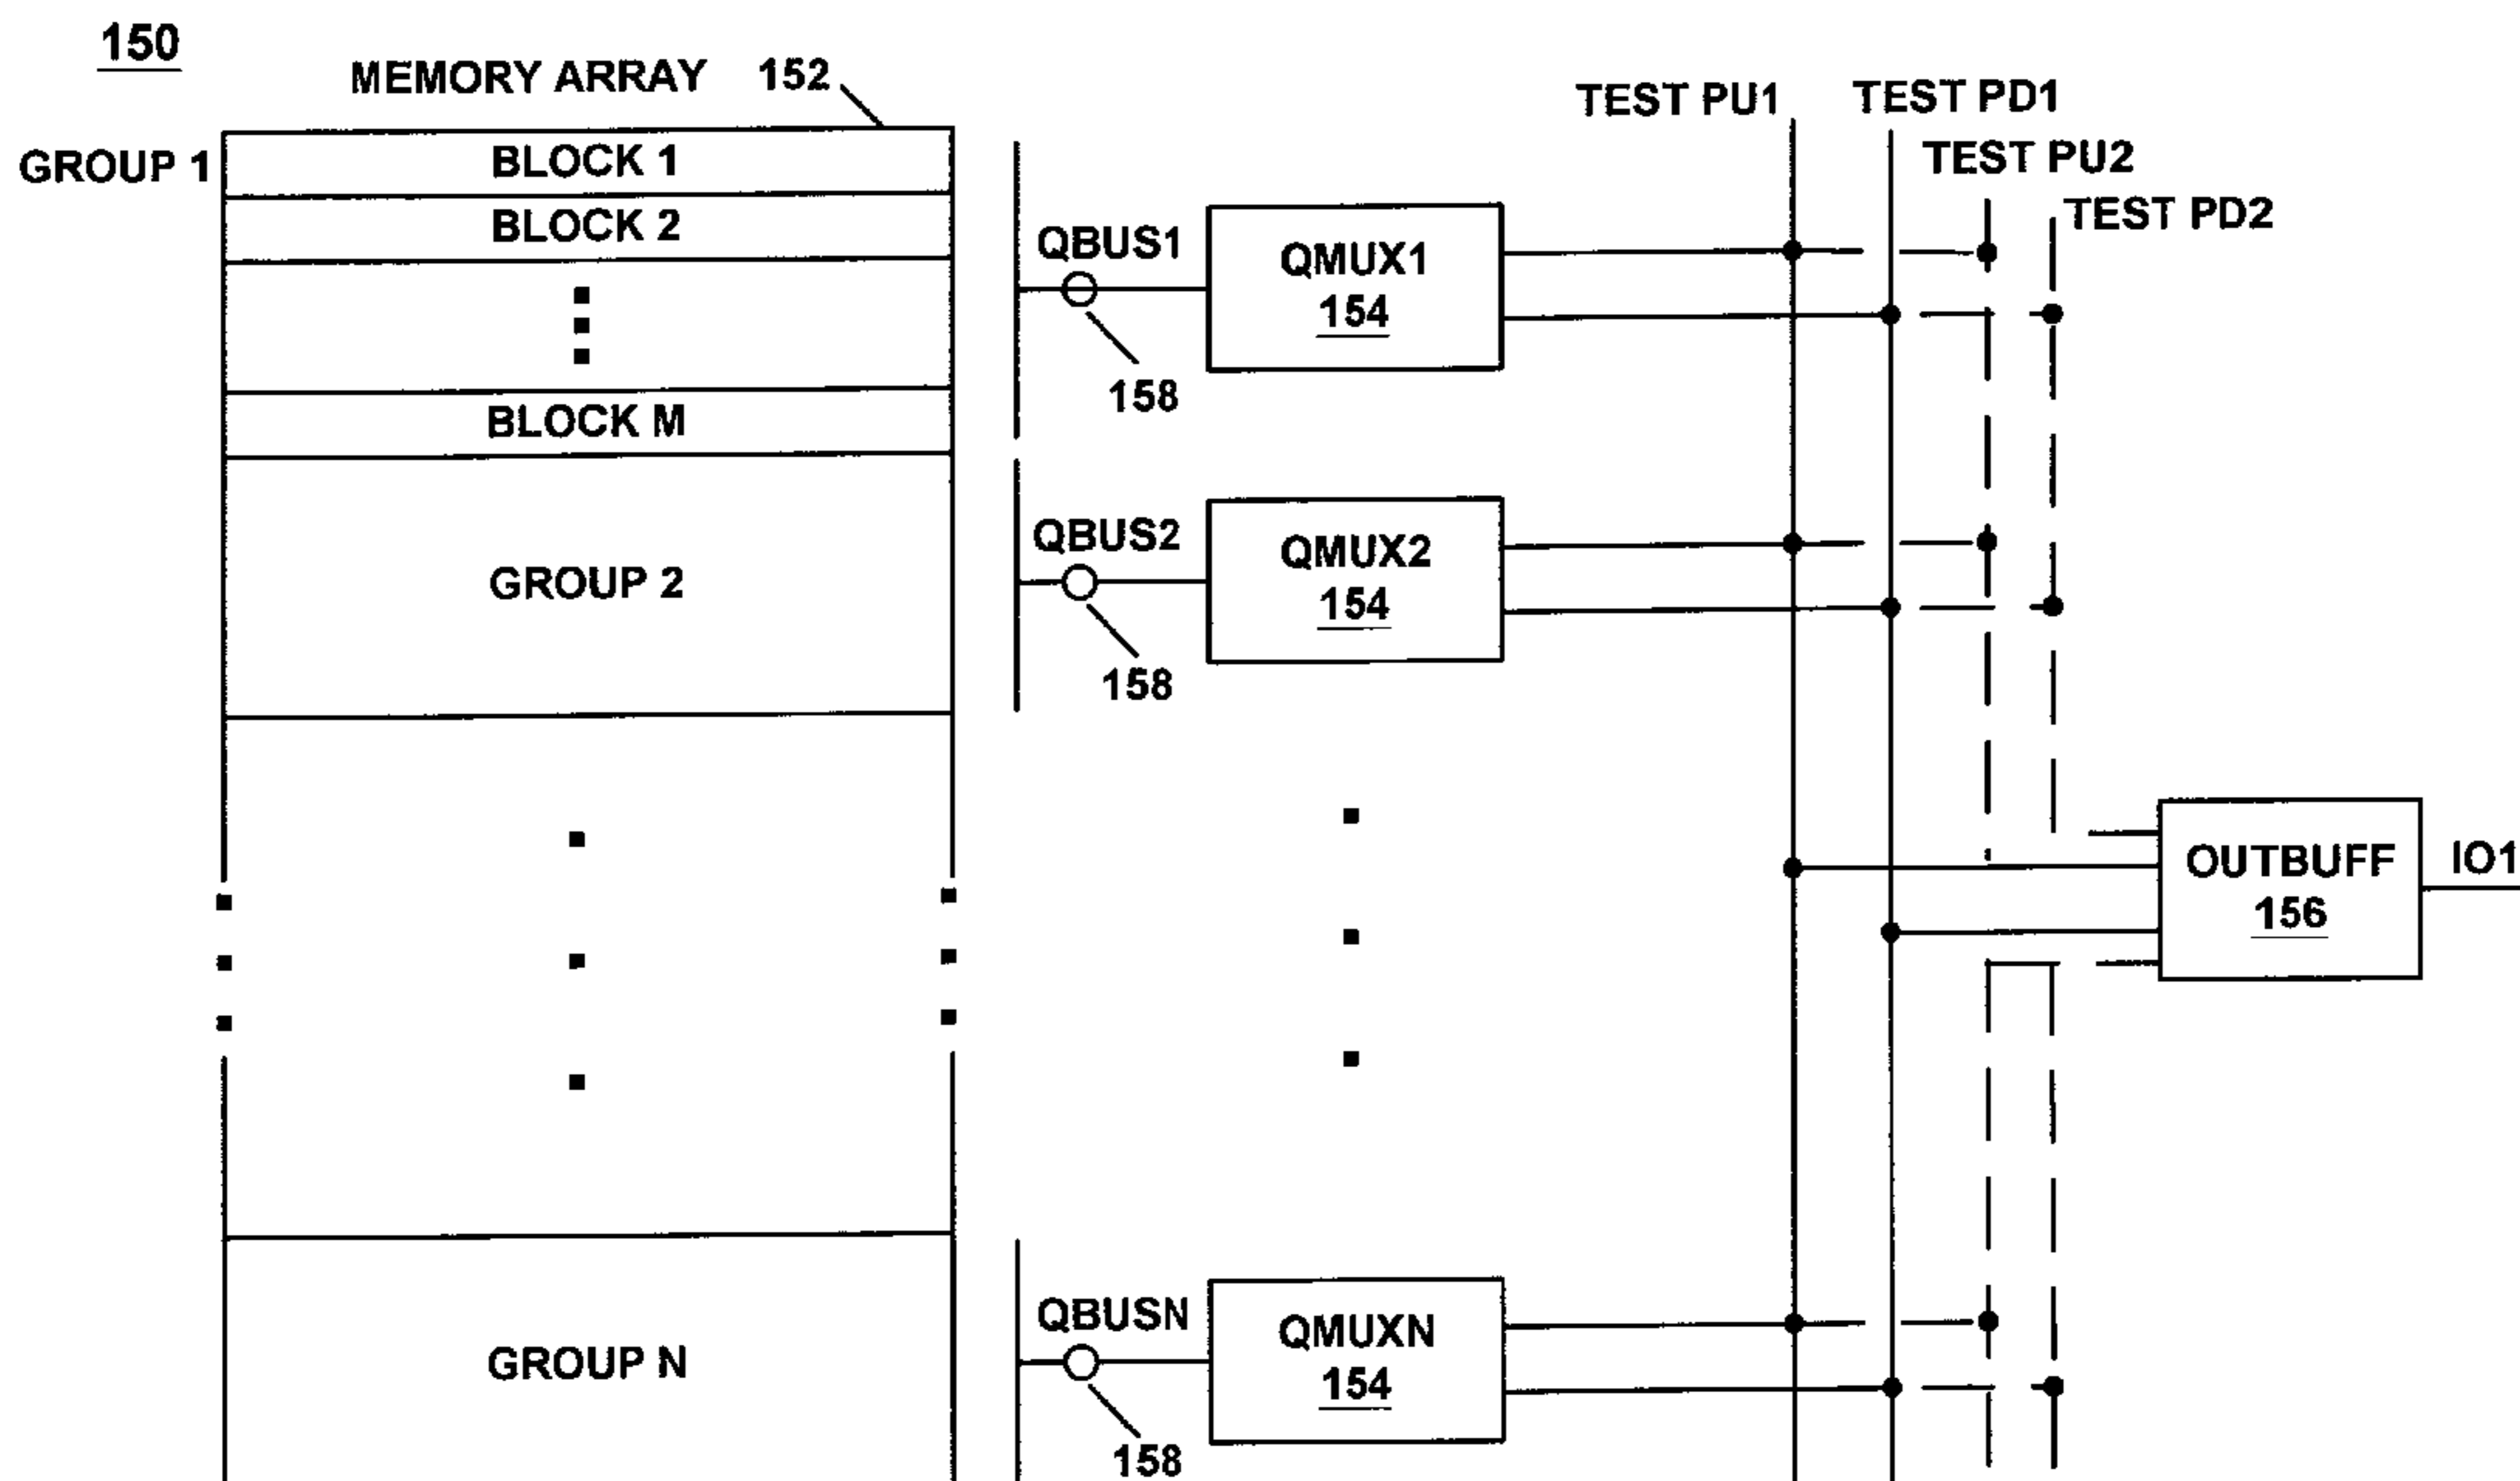 150
MEMORY ARRAY 152
TEST PU1
TEST PD1
TEST PU2
TEST PD2
GROUP 1
BLOCK 1
BLOCK 2
BLOCK M
QBUS1
158
QMUX1
154
GROUP 2
QBUS2
158
QMUX2
154
OUTBUFF
156
IO1
GROUP N
QBUSN
158
QMUXN
154